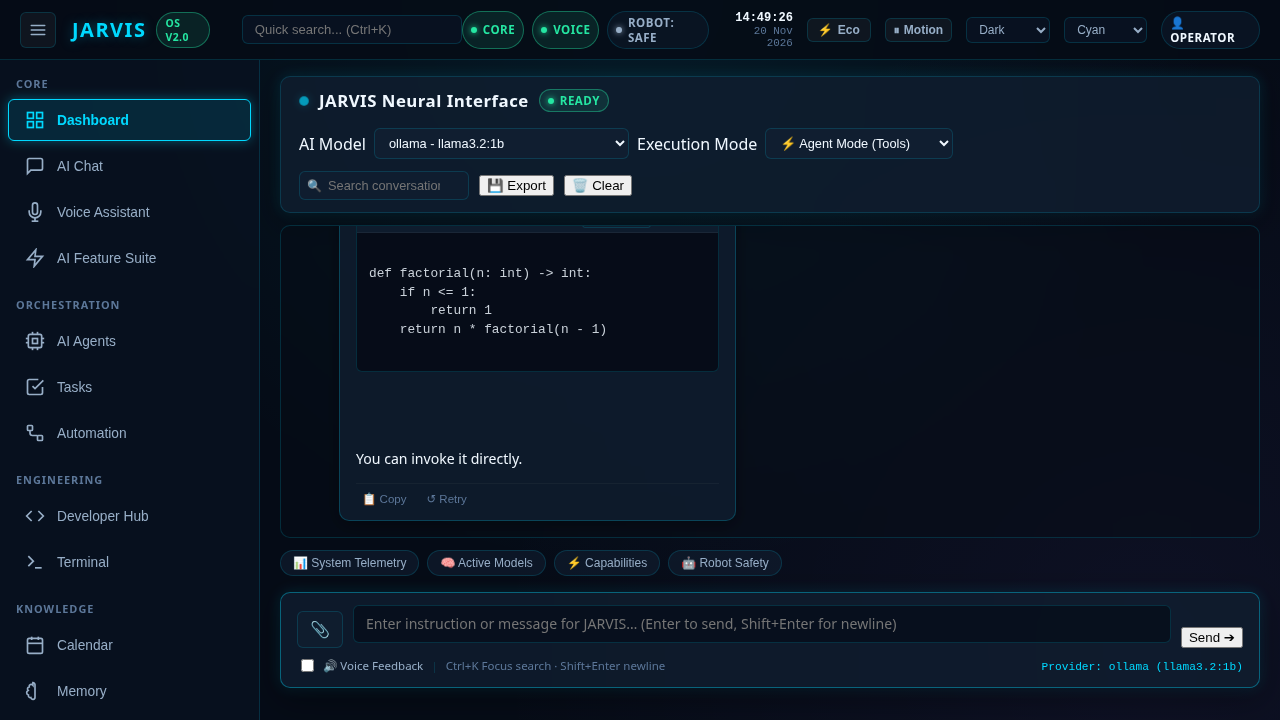 JARVIS
OS V2.0
Quick search... (Ctrl+K)
CORE
VOICE
ROBOT: SAFE
14:49:26
20 Nov 2026
⚡ Eco
Motion
Dark
Cyan
👤 OPERATOR
CORE
Dashboard
AI Chat
Voice Assistant
AI Feature Suite
ORCHESTRATION
AI Agents
Tasks
Automation
ENGINEERING
Developer Hub
Terminal
KNOWLEDGE
Calendar
Memory
JARVIS Neural Interface
READY
AI Model
ollama - llama3.2:1b
Execution Mode
⚡ Agent Mode (Tools)
🔍 Search conversation
💾 Export
🗑️ Clear
def factorial(n: int) -> int:
    if n <= 1:
        return 1
    return n * factorial(n - 1)
You can invoke it directly.
📋 Copy
↺ Retry
📊 System Telemetry
🧠 Active Models
⚡ Capabilities
🤖 Robot Safety
📎
Enter instruction or message for JARVIS... (Enter to send, Shift+Enter for newline)
Send ➔
🔊 Voice Feedback
Ctrl+K Focus search · Shift+Enter newline
Provider: ollama (llama3.2:1b)